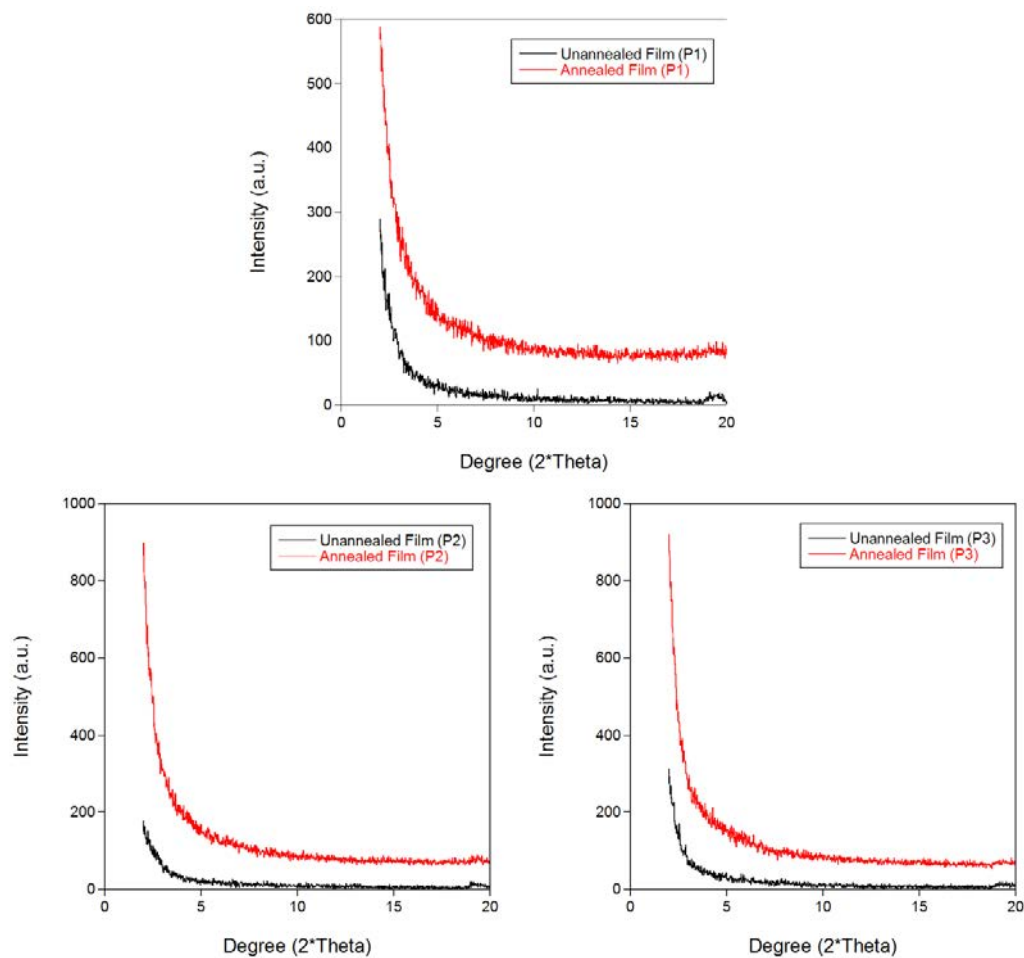 600
500
400
300
200
100
0
Intensity (a.u.)
Unannealed Film (P1)
Annealed Film (P1)
0 5 10 15 20
Degree (2*Theta)
1000
800
600
400
200
0
Intensity (a.u.)
Unannealed Film (P2)
Annealed Film (P2)
0 5 10 15 20
Degree (2*Theta)
1000
800
600
400
200
0
Intensity (a.u.)
Unannealed Film (P3)
Annealed Film (P3)
0 5 10 15 20
Degree (2*Theta)